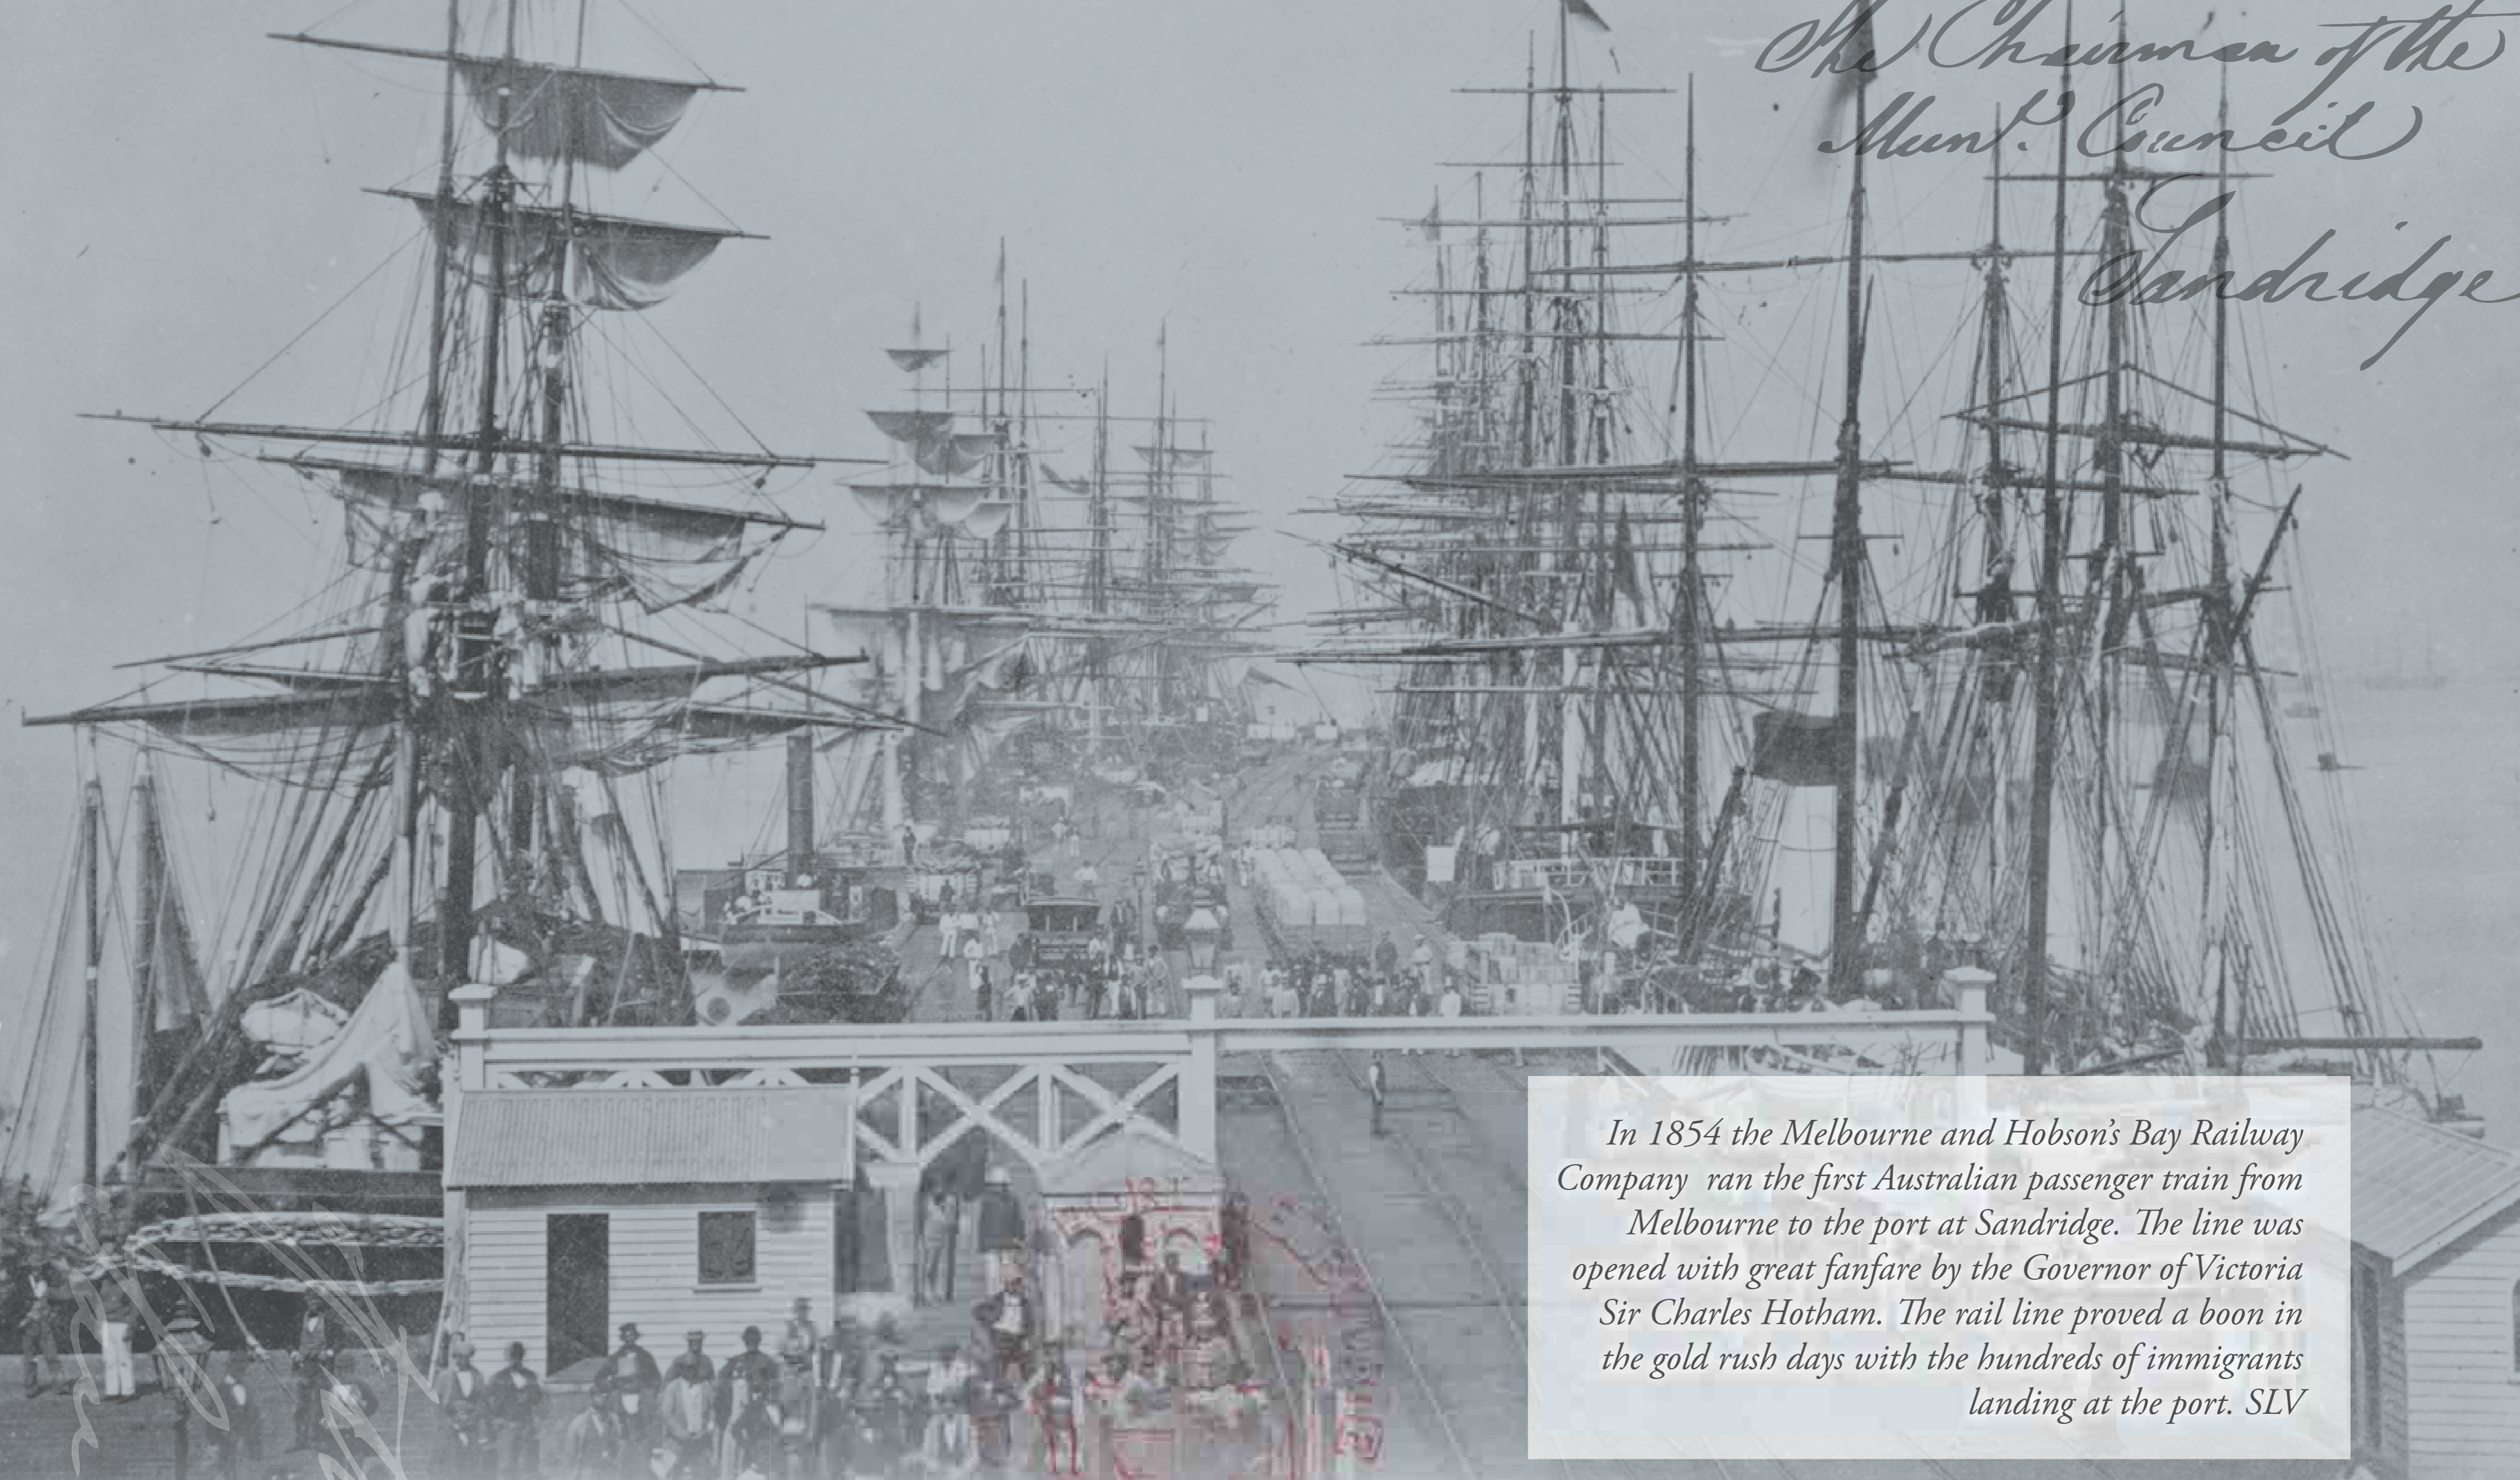 The Chairman of the
Munl. Council
Sandridge
In 1854 the Melbourne and Hobson’s Bay Railway
Company  ran the first Australian passenger train from
Melbourne to the port at Sandridge. The line was
opened with great fanfare by the Governor of Victoria
Sir Charles Hotham. The rail line proved a boon in
the gold rush days with the hundreds of immigrants
landing at the port. SLV